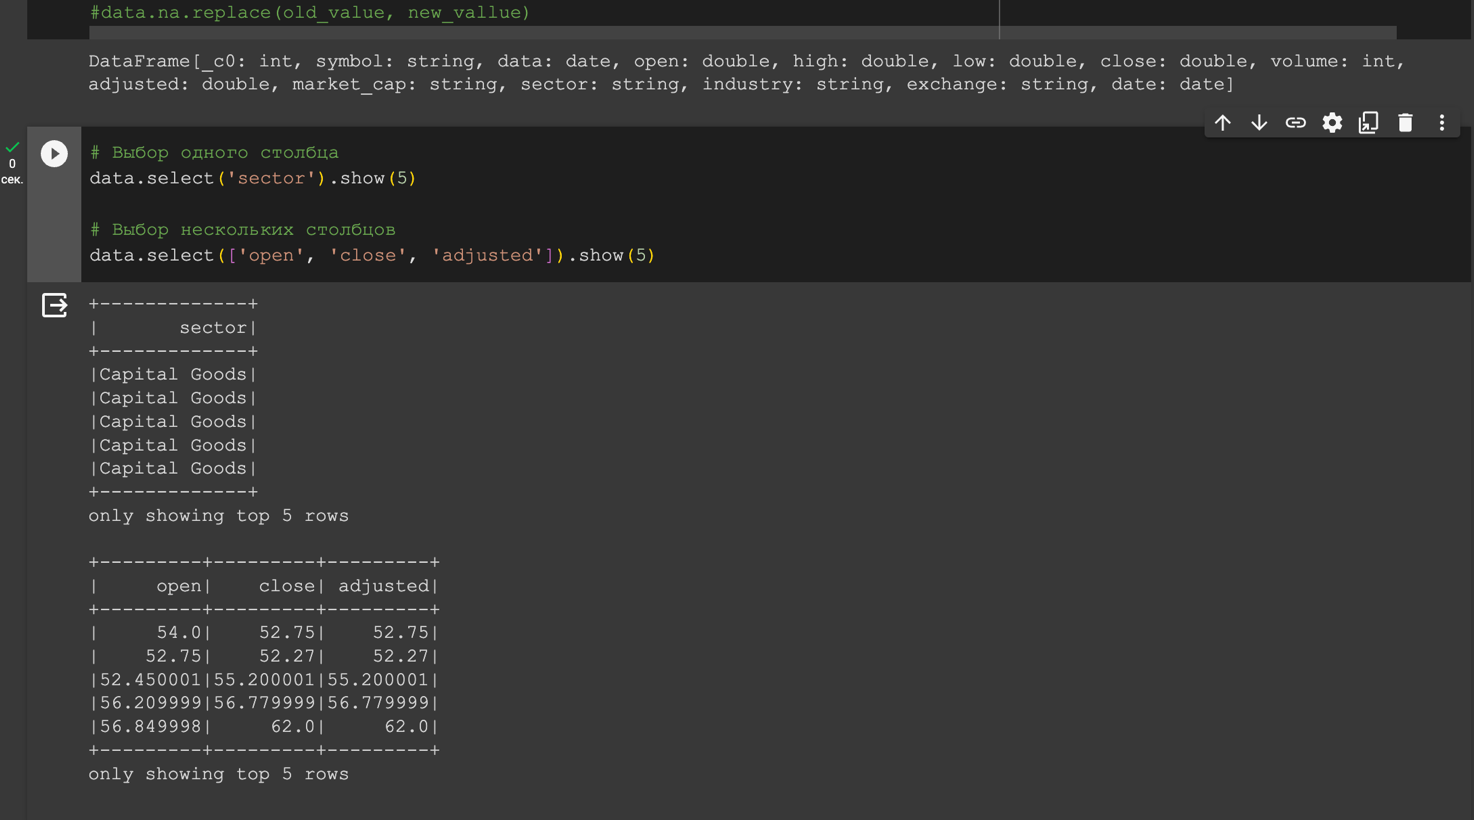 #data.na.replace(old_value, new_vallue)
DataFrame[_c0: int, symbol: string, data: date, open: double, high: double, low: double, close: double, volume: int,
adjusted: double, market_cap: string, sector: string, industry: string, exchange: string, date: date]
0
сек.
# Выбор одного столбца
data.select('sector').show(5)
# Выбор нескольких столбцов
data.select(['open', 'close', 'adjusted']).show(5)
+-------------+
|       sector|
+-------------+
|Capital Goods|
|Capital Goods|
|Capital Goods|
|Capital Goods|
|Capital Goods|
+-------------+
only showing top 5 rows
+---------+---------+---------+
|     open|    close| adjusted|
+---------+---------+---------+
|     54.0|    52.75|    52.75|
|    52.75|    52.27|    52.27|
|52.450001|55.200001|55.200001|
|56.209999|56.779999|56.779999|
|56.849998|     62.0|     62.0|
+---------+---------+---------+
only showing top 5 rows